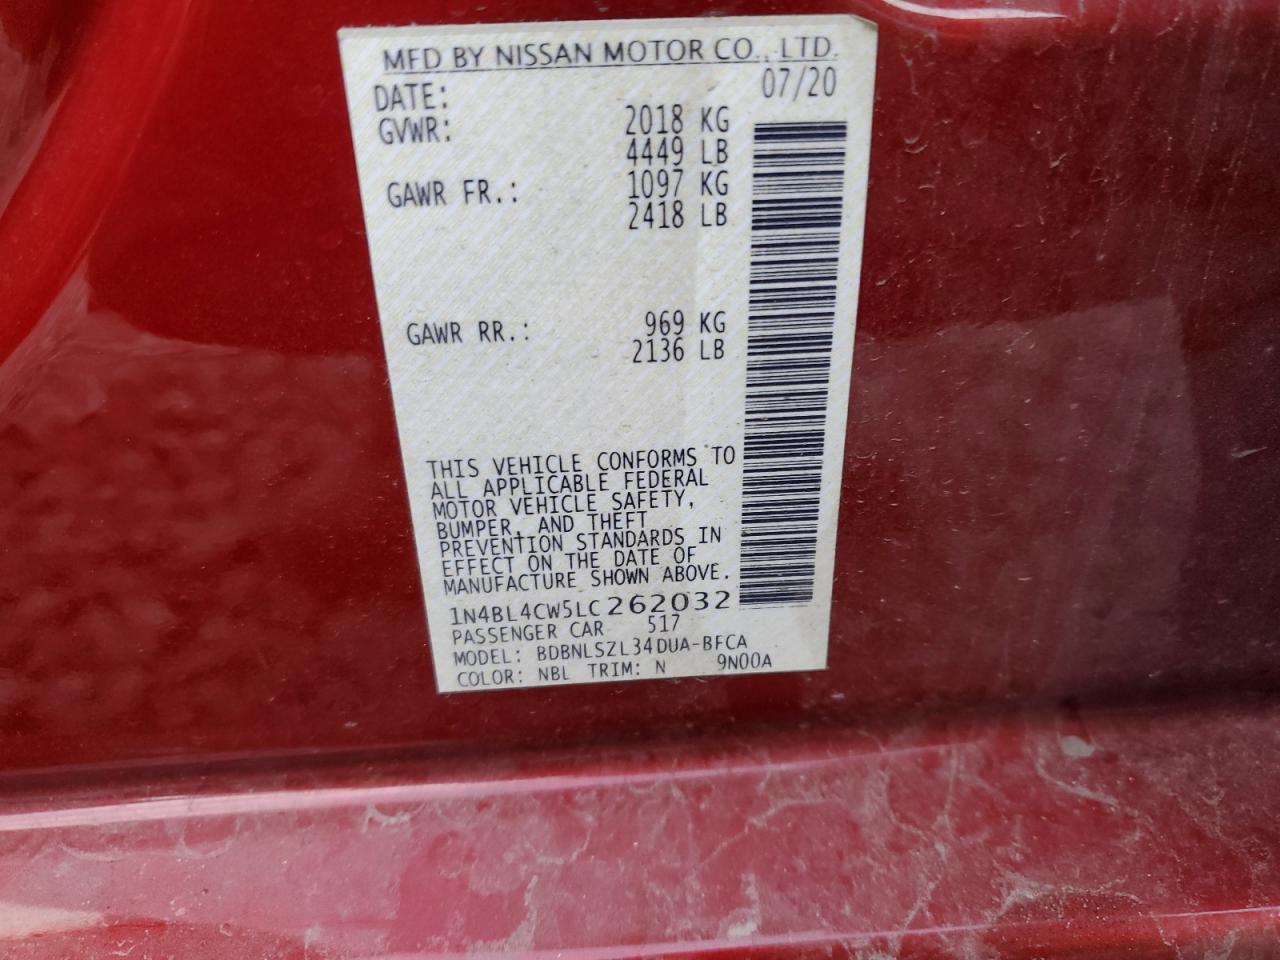 MFD BY NISSAN MOTOR CO., LTD.
DATE: 07/20
GVWR: 2018 KG
4449 LB
GAWR FR.: 1097 KG
2418 LB
GAWR RR.: 969 KG
2136 LB
THIS VEHICLE CONFORMS TO
ALL APPLICABLE FEDERAL
MOTOR VEHICLE SAFETY,
BUMPER, AND THEFT
PREVENTION STANDARDS IN
EFFECT ON THE DATE OF
MANUFACTURE SHOWN ABOVE.
1N4BL4CW5LC262032
PASSENGER CAR 517
MODEL: BDBNLSZL34DUA-BFCA
COLOR: NBL TRIM: N 9N00A